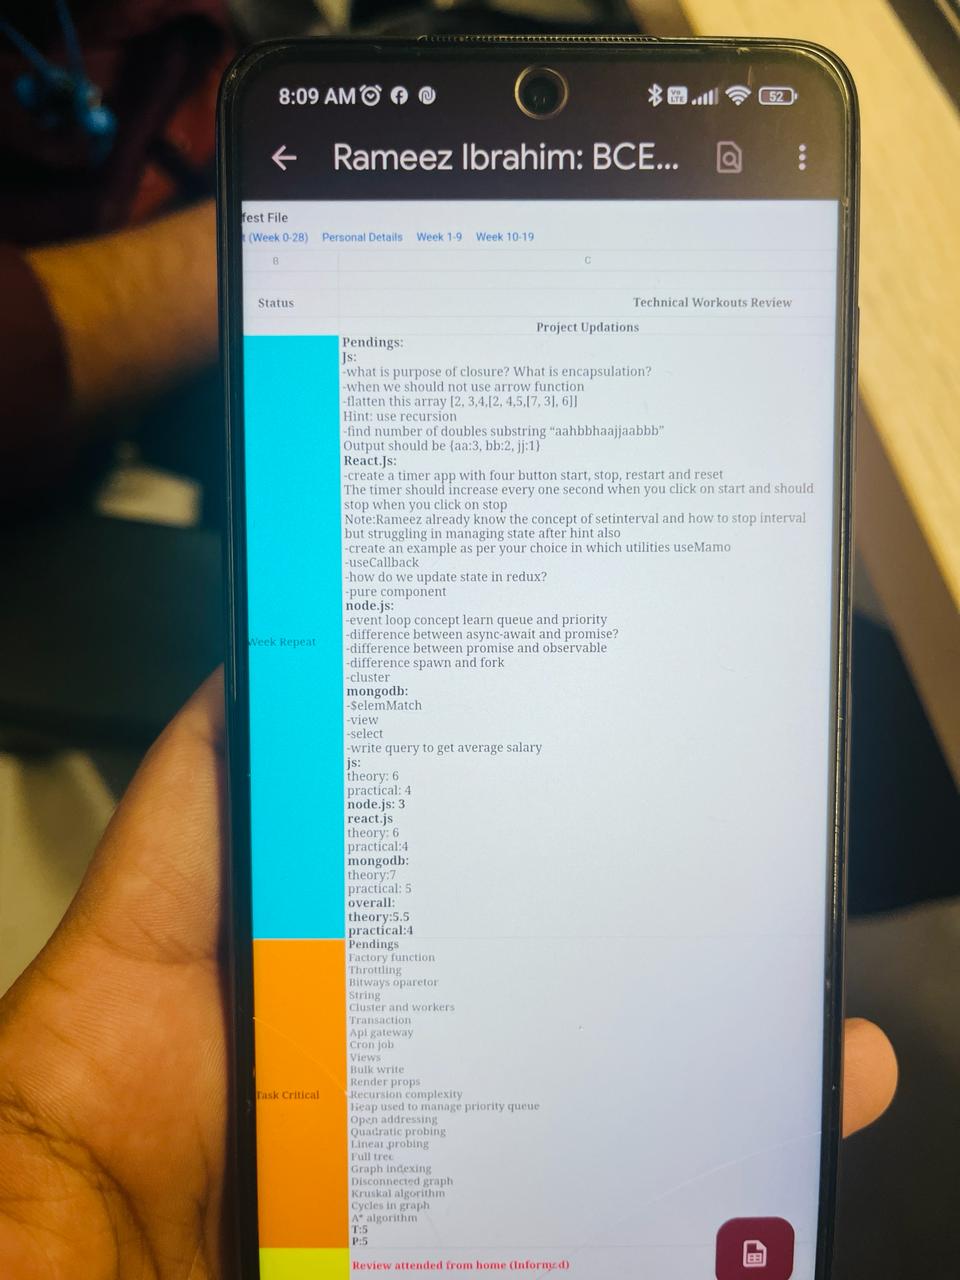 8:09 AM
52
Rameez Ibrahim: BCE...
fest File
t (Week 0-28) Personal Details Week 1-9 Week 10-19
B C
Status Technical Workouts Review
Project Updations
Pendings:
Js:
-what is purpose of closure? What is encapsulation?
-when we should not use arrow function
-flatten this array [2, 3,4,[2, 4,5,[7, 3], 6]]
Hint: use recursion
-find number of doubles substring “aahbbhaajjaabbb”
Output should be {aa:3, bb:2, jj:1}
React.Js:
-create a timer app with four button start, stop, restart and reset
The timer should increase every one second when you click on start and should
stop when you click on stop
Note:Rameez already know the concept of setinterval and how to stop interval
but struggling in managing state after hint also
-create an example as per your choice in which utilities useMamo
-useCallback
-how do we update state in redux?
-pure component
node.js:
-event loop concept learn queue and priority
-difference between async-await and promise?
Week Repeat
-difference between promise and observable
-difference spawn and fork
-cluster
mongodb:
-$elemMatch
-view
-select
-write query to get average salary
js:
theory: 6
practical: 4
node.js: 3
react.js
theory: 6
practical:4
mongodb:
theory:7
practical: 5
overall:
theory:5.5
practical:4
Pendings
Factory function
Throttling
Bitways oparetor
String
Cluster and workers
Transaction
Api gateway
Cron job
Views
Bulk write
Render props
Task Critical
Recursion complexity
Heap used to manage priority queue
Open addressing
Quadratic probing
Linear probing
Full tree
Graph indexing
Disconnected graph
Kruskal algorithm
Cycles in graph
A* algorithm
T:5
P:5
Review attended from home (Informed)